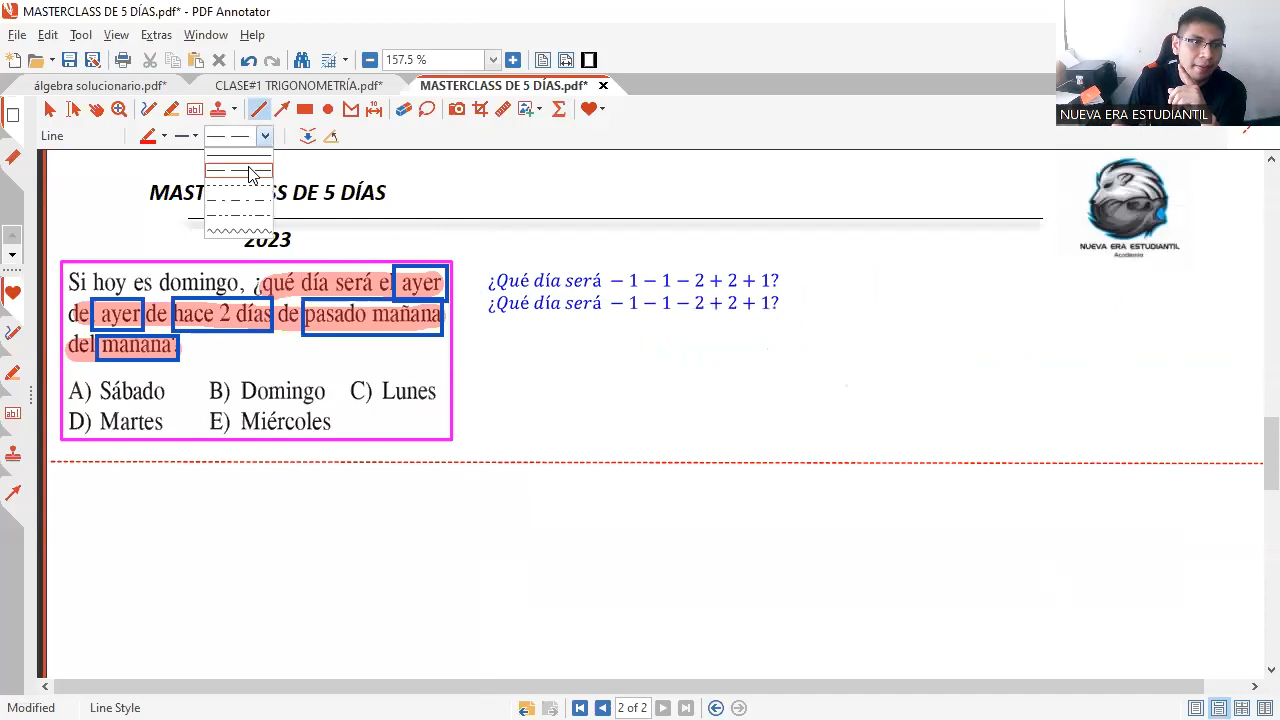 MASTERCLASS DE 5 DÍAS.pdf* - PDF Annotator
File Edit Tool View Extras Window Help
157.5 %
álgebra solucionario.pdf* CLASE#1 TRIGONOMETRÍA.pdf* MASTERCLASS DE 5 DÍAS.pdf*
NUEVA ERA ESTUDIANTIL
Line
MAST S DE 5 DÍAS
2023
NUEVA ERA ESTUDIANTIL
Academia
Si hoy es domingo, ¿qué día será el ayer
del ayer de hace 2 días de pasado mañana
del mañana?
A) Sábado B) Domingo C) Lunes
D) Martes E) Miércoles
¿Qué día será − 1 − 1 − 2 + 2 + 1?
¿Qué día será − 1 − 1 − 2 + 2 + 1?
Modified Line Style 2 of 2